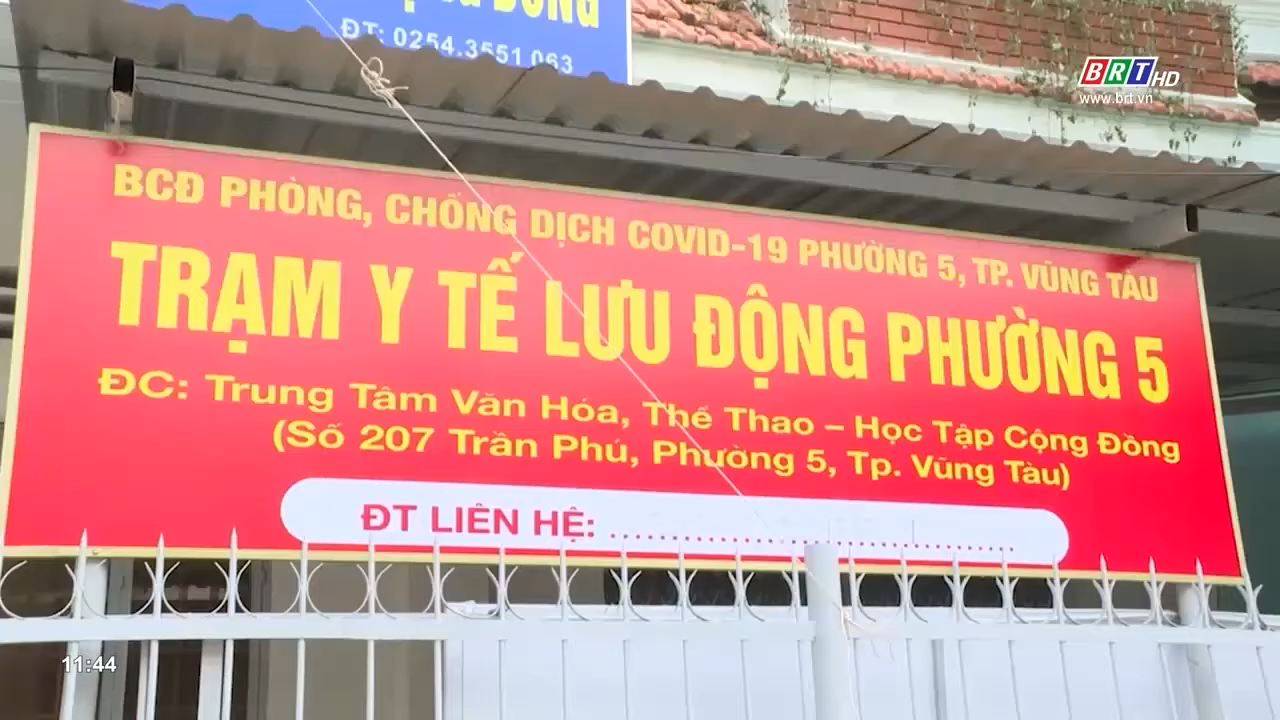 ĐT: 0254.3551 063
BRT HD
www.brt.vn
BCĐ PHÒNG, CHỐNG DỊCH COVID-19 PHƯỜNG 5, TP. VŨNG TÀU
TRẠM Y TẾ LƯU ĐỘNG PHƯỜNG 5
ĐC: Trung Tâm Văn Hóa, Thể Thao – Học Tập Cộng Đồng
(Số 207 Trần Phú, Phường 5, Tp. Vũng Tàu)
ĐT LIÊN HỆ: ........................................
11:44